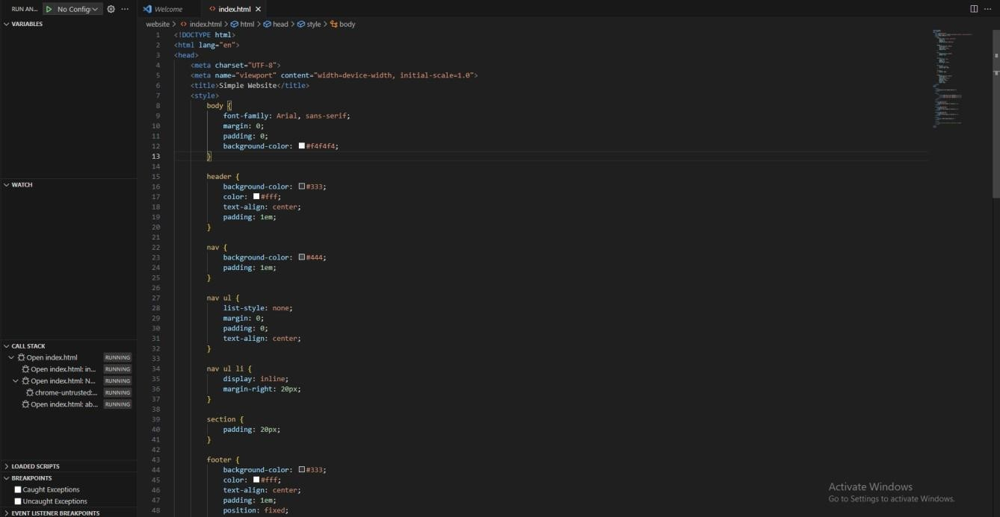 RUN AN... No Config
VARIABLES
WATCH
CALL STACK
Open index.html RUNNING
Open index.html: in... RUNNING
Open index.html: N... RUNNING
chrome-untrusted:... RUNNING
Open index.html: ab... RUNNING
LOADED SCRIPTS
BREAKPOINTS
Caught Exceptions
Uncaught Exceptions
EVENT LISTENER BREAKPOINTS
Welcome index.html
website > index.html > html > head > style > body
1 <!DOCTYPE html>
2 <html lang="en">
3 <head>
4 <meta charset="UTF-8">
5 <meta name="viewport" content="width=device-width, initial-scale=1.0">
6 <title>Simple Website</title>
7 <style>
8 body {
9 font-family: Arial, sans-serif;
10 margin: 0;
11 padding: 0;
12 background-color: #f4f4f4;
13 }
14
15 header {
16 background-color: #333;
17 color: #fff;
18 text-align: center;
19 padding: 1em;
20 }
21
22 nav {
23 background-color: #444;
24 padding: 1em;
25 }
26
27 nav ul {
28 list-style: none;
29 margin: 0;
30 padding: 0;
31 text-align: center;
32 }
33
34 nav ul li {
35 display: inline;
36 margin-right: 20px;
37 }
38
39 section {
40 padding: 20px;
41 }
42
43 footer {
44 background-color: #333;
45 color: #fff;
46 text-align: center;
47 padding: 1em;
48 position: fixed;
Activate Windows
Go to Settings to activate Windows.